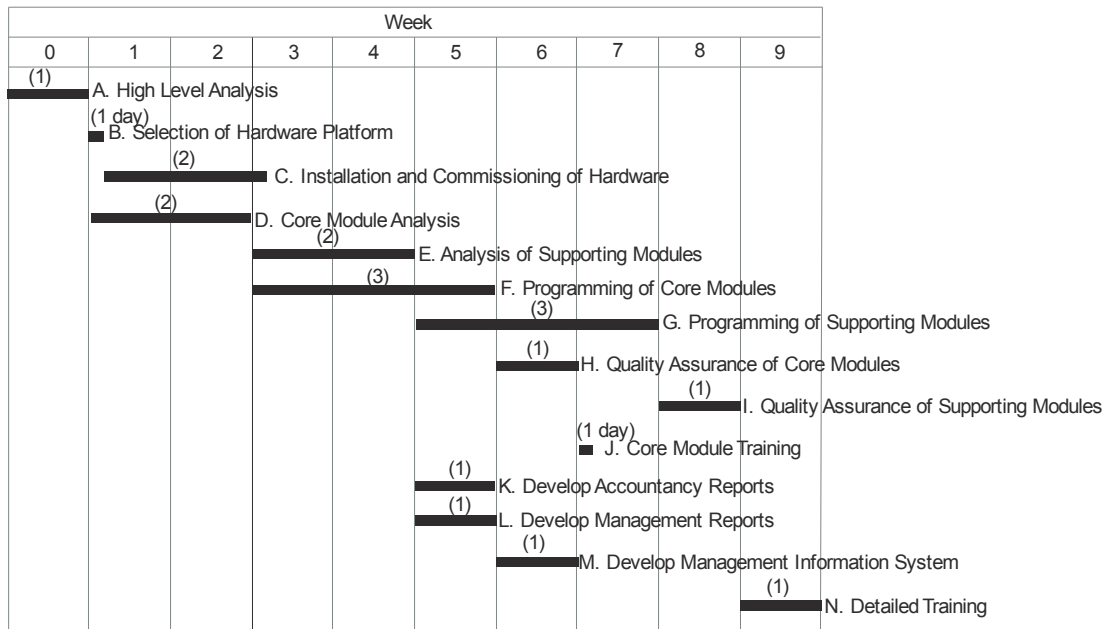 Week
0 1 2 3 4 5 6 7 8 9
(1)
A. High Level Analysis
(1 day)
B. Selection of Hardware Platform
(2)
C. Installation and Commissioning of Hardware
(2)
D. Core Module Analysis
(2)
E. Analysis of Supporting Modules
(3)
F. Programming of Core Modules
(3)
G. Programming of Supporting Modules
(1)
H. Quality Assurance of Core Modules
(1)
I. Quality Assurance of Supporting Modules
(1 day)
J. Core Module Training
(1)
K. Develop Accountancy Reports
(1)
L. Develop Management Reports
(1)
M. Develop Management Information System
(1)
N. Detailed Training